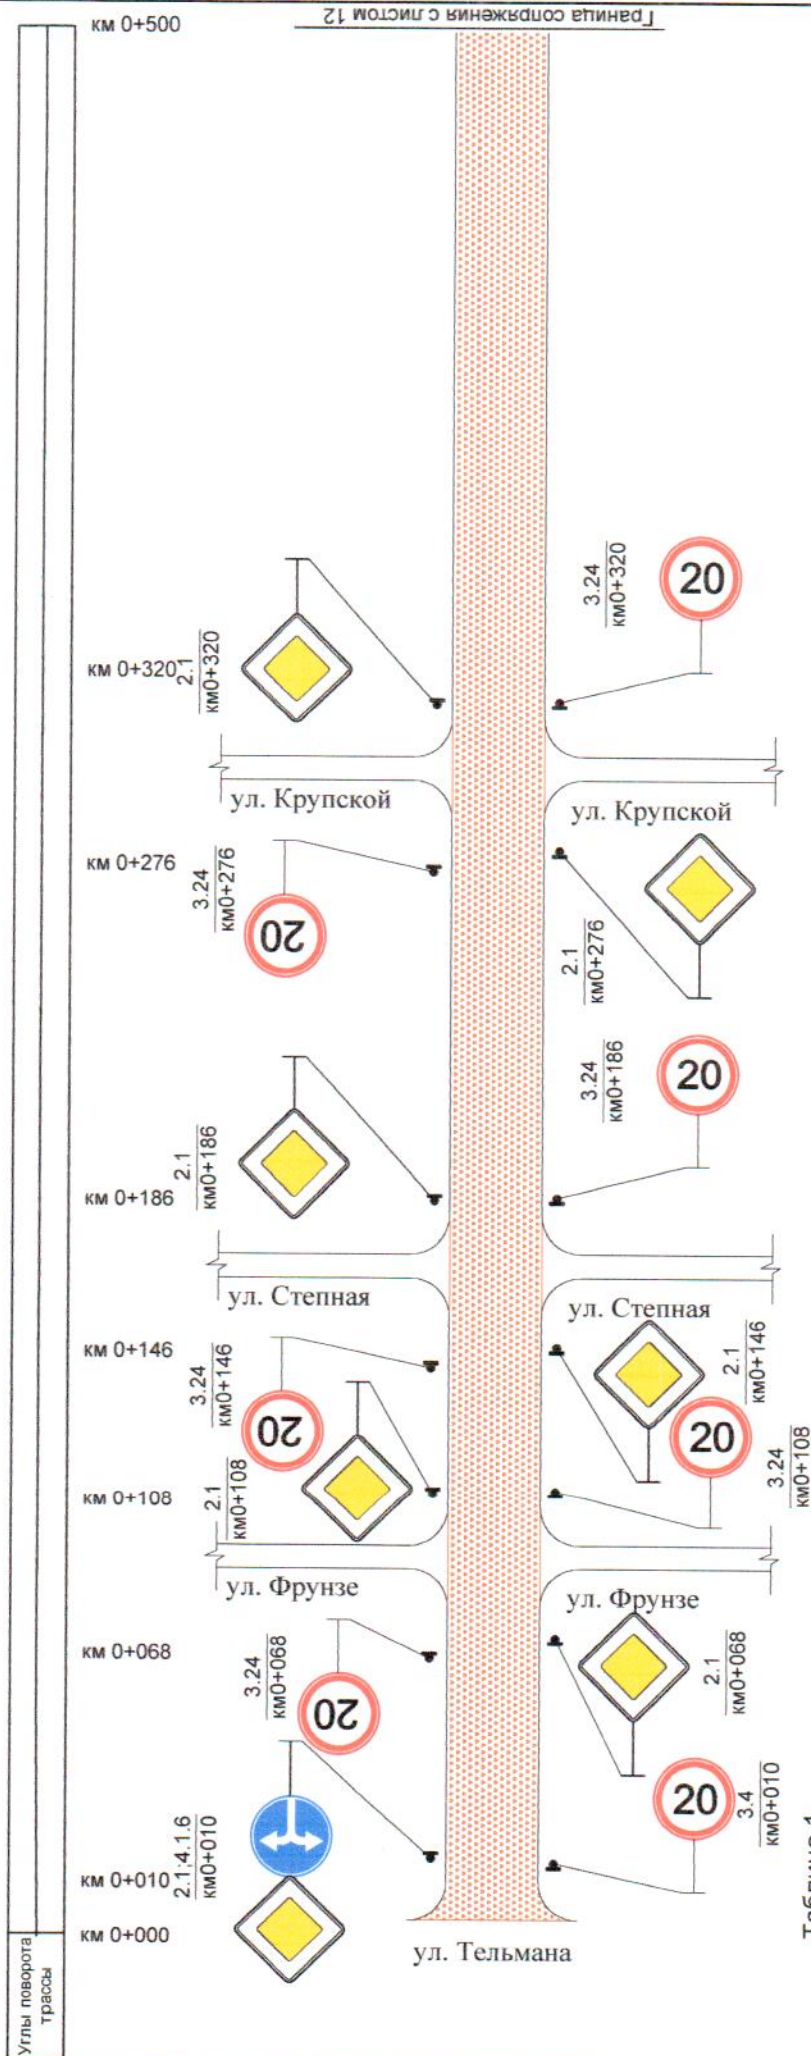 Граница сопряжения с листом 12
км 0+500
3.24
км0+320
20
км 0+320
2.1
км0+320
ул. Крупской
ул. Крупской
км 0+276
3.24
км0+276
20
2.1
км0+276
3.24
км0+186
20
км 0+186
2.1
км0+186
ул. Степная
ул. Степная
км 0+146
3.24
км0+146
20
2.1
км0+146
км 0+108
2.1
км0+108
20
3.24
км0+108
ул. Фрунзе
ул. Фрунзе
км 0+068
3.24
км0+068
20
2.1
км0+068
км 0+010
2.1;4.1.6
км0+010
20
3.4
км0+010
км 0+000
ул. Тельмана
Углы поворота
трассы